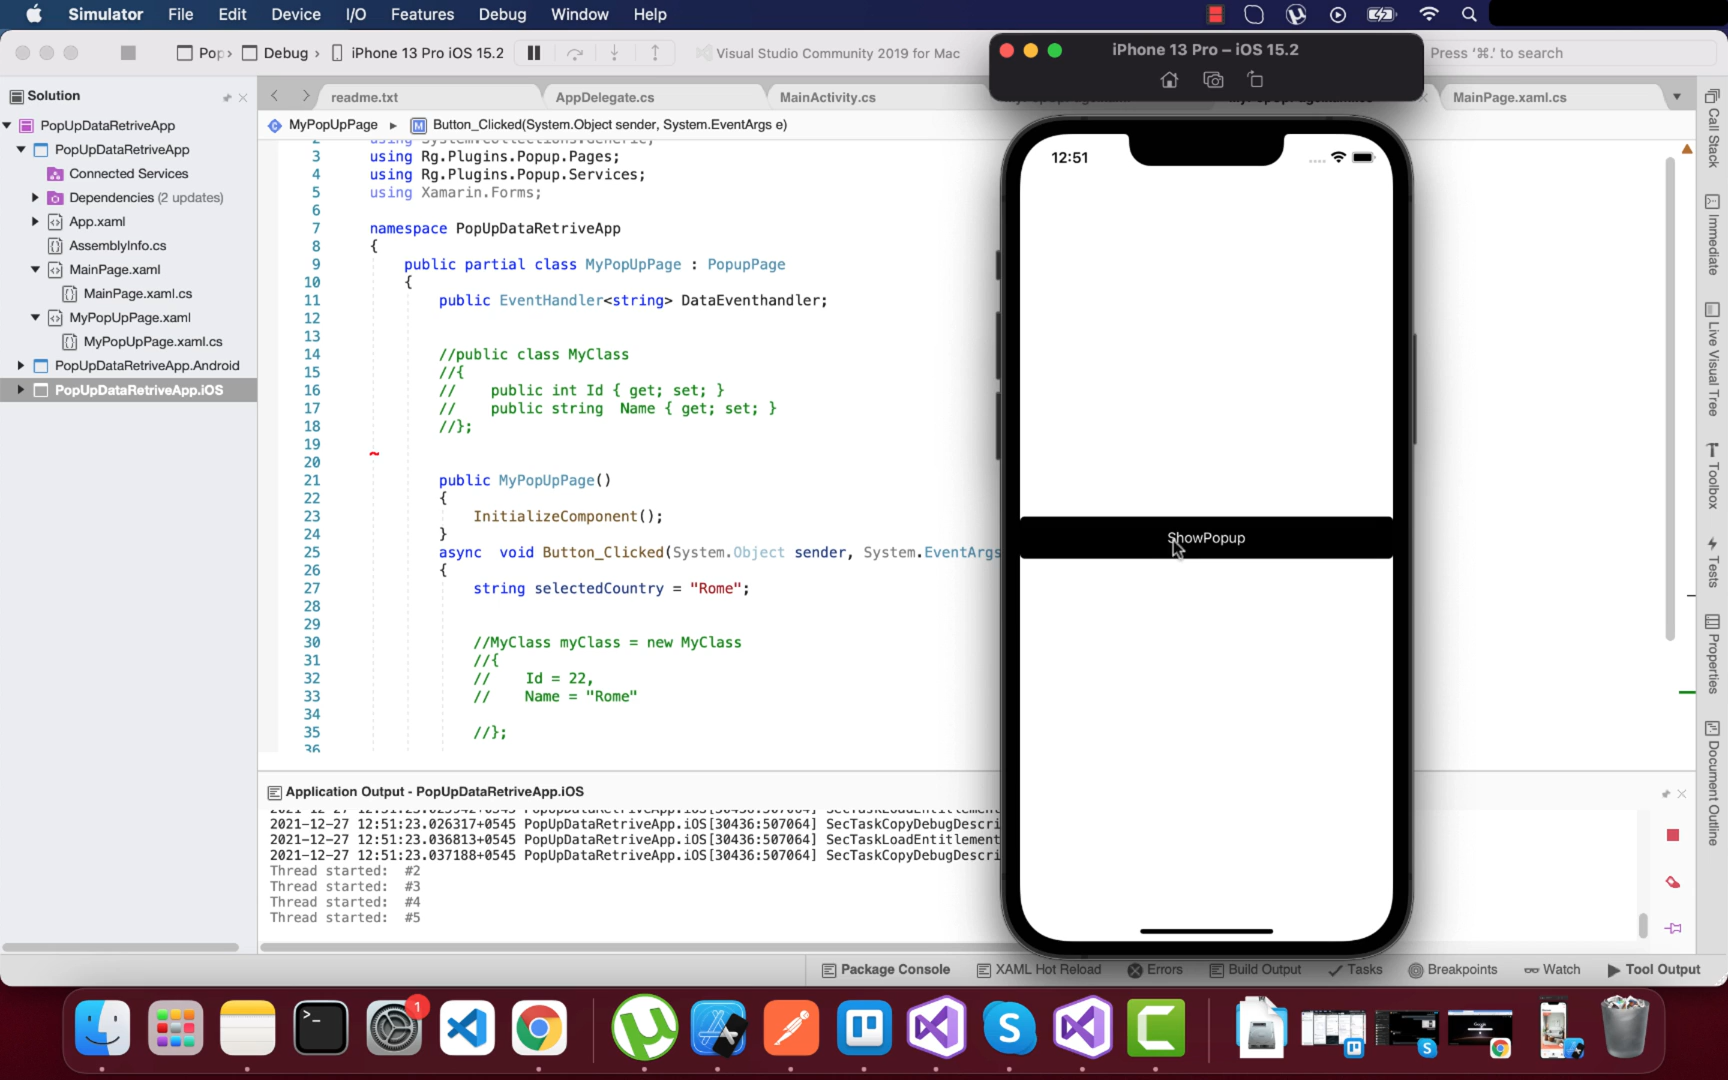 Simulator File Edit Device I/O Features Debug Window Help
Pop › Debug › iPhone 13 Pro iOS 15.2
Visual Studio Community 2019 for Mac
iPhone 13 Pro – iOS 15.2
Press ‘⌘.’ to search
Solution
readme.txt
AppDelegate.cs
MainActivity.cs
MainPage.xaml.cs
MyPopUpPage
Button_Clicked(System.Object sender, System.EventArgs e)
PopUpDataRetriveApp
PopUpDataRetriveApp
Connected Services
Dependencies (2 updates)
App.xaml
AssemblyInfo.cs
MainPage.xaml
MainPage.xaml.cs
MyPopUpPage.xaml
MyPopUpPage.xaml.cs
PopUpDataRetriveApp.Android
PopUpDataRetriveApp.iOS
2 using System.Collections.Generic;
3 using Rg.Plugins.Popup.Pages;
4 using Rg.Plugins.Popup.Services;
5 using Xamarin.Forms;
6
7 namespace PopUpDataRetriveApp
8 {
9 public partial class MyPopUpPage : PopupPage
10 {
11 public EventHandler<string> DataEventhandler;
12
13
14 //public class MyClass
15 //{
16 // public int Id { get; set; }
17 // public string Name { get; set; }
18 //};
19
20
21 public MyPopUpPage()
22 {
23 InitializeComponent();
24 }
25 async void Button_Clicked(System.Object sender, System.EventArgs
26 {
27 string selectedCountry = "Rome";
28
29
30 //MyClass myClass = new MyClass
31 //{
32 // Id = 22,
33 // Name = "Rome"
34
35 //};
36
12:51
ShowPopup
Call Stack
Immediate
Live Visual Tree
Toolbox
Tests
Properties
Document Outline
Application Output - PopUpDataRetriveApp.iOS
2021-12-27 12:51:23.026317+0545 PopUpDataRetriveApp.iOS[30436:507064] SecTaskCopyDebugDescri
2021-12-27 12:51:23.036813+0545 PopUpDataRetriveApp.iOS[30436:507064] SecTaskLoadEntitlement
2021-12-27 12:51:23.037188+0545 PopUpDataRetriveApp.iOS[30436:507064] SecTaskCopyDebugDescri
Thread started: #2
Thread started: #3
Thread started: #4
Thread started: #5
Package Console XAML Hot Reload Errors Build Output Tasks Breakpoints Watch Tool Output
1